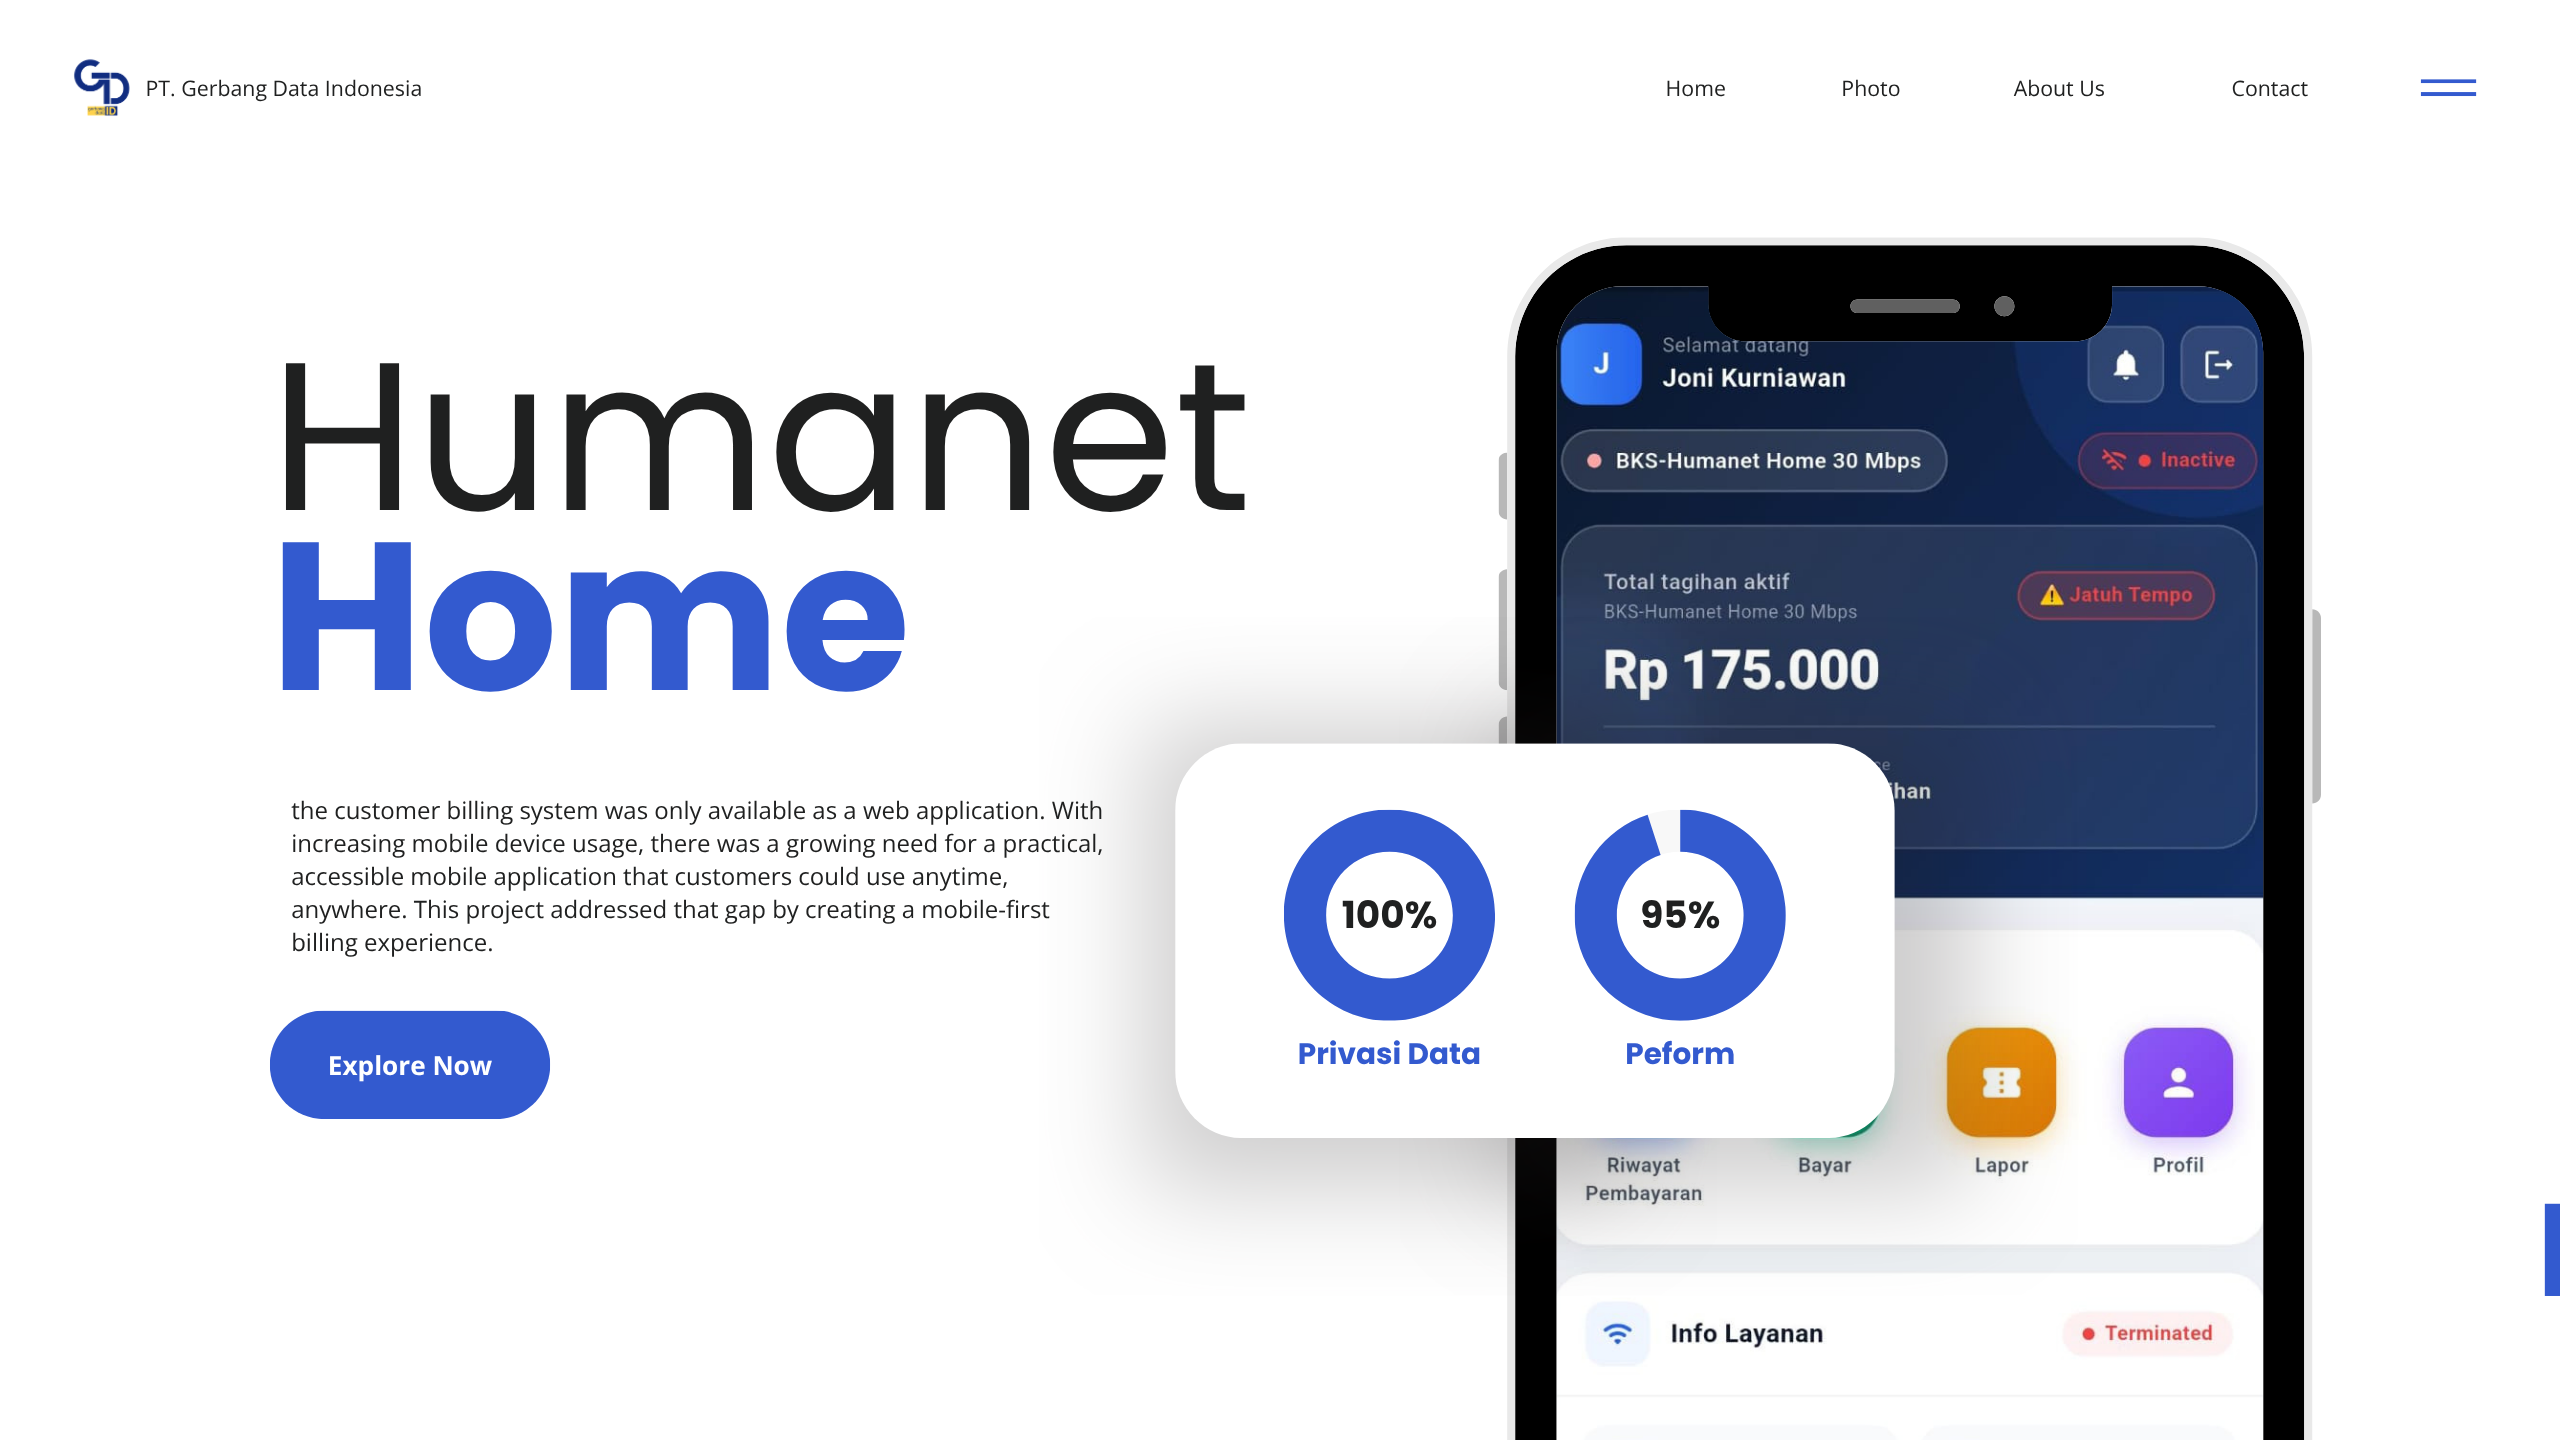 PT. Gerbang Data Indonesia
Home
Photo
About Us
Contact
Humanet
Home
the customer billing system was only available as a web application. With
increasing mobile device usage, there was a growing need for a practical,
accessible mobile application that customers could use anytime,
anywhere. This project addressed that gap by creating a mobile-first
billing experience.
Explore Now
100%
Privasi Data
95%
Peform
J
Selamat datang
Joni Kurniawan
BKS-Humanet Home 30 Mbps
Inactive
Total tagihan aktif
BKS-Humanet Home 30 Mbps
Jatuh Tempo
Rp 175.000
Riwayat
Pembayaran
Bayar
Lapor
Profil
Info Layanan
Terminated